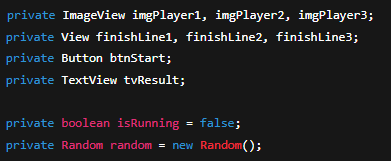 private ImageView imgPlayer1, imgPlayer2, imgPlayer3;
private View finishLine1, finishLine2, finishLine3;
private Button btnStart;
private TextView tvResult;
private boolean isRunning = false;
private Random random = new Random();